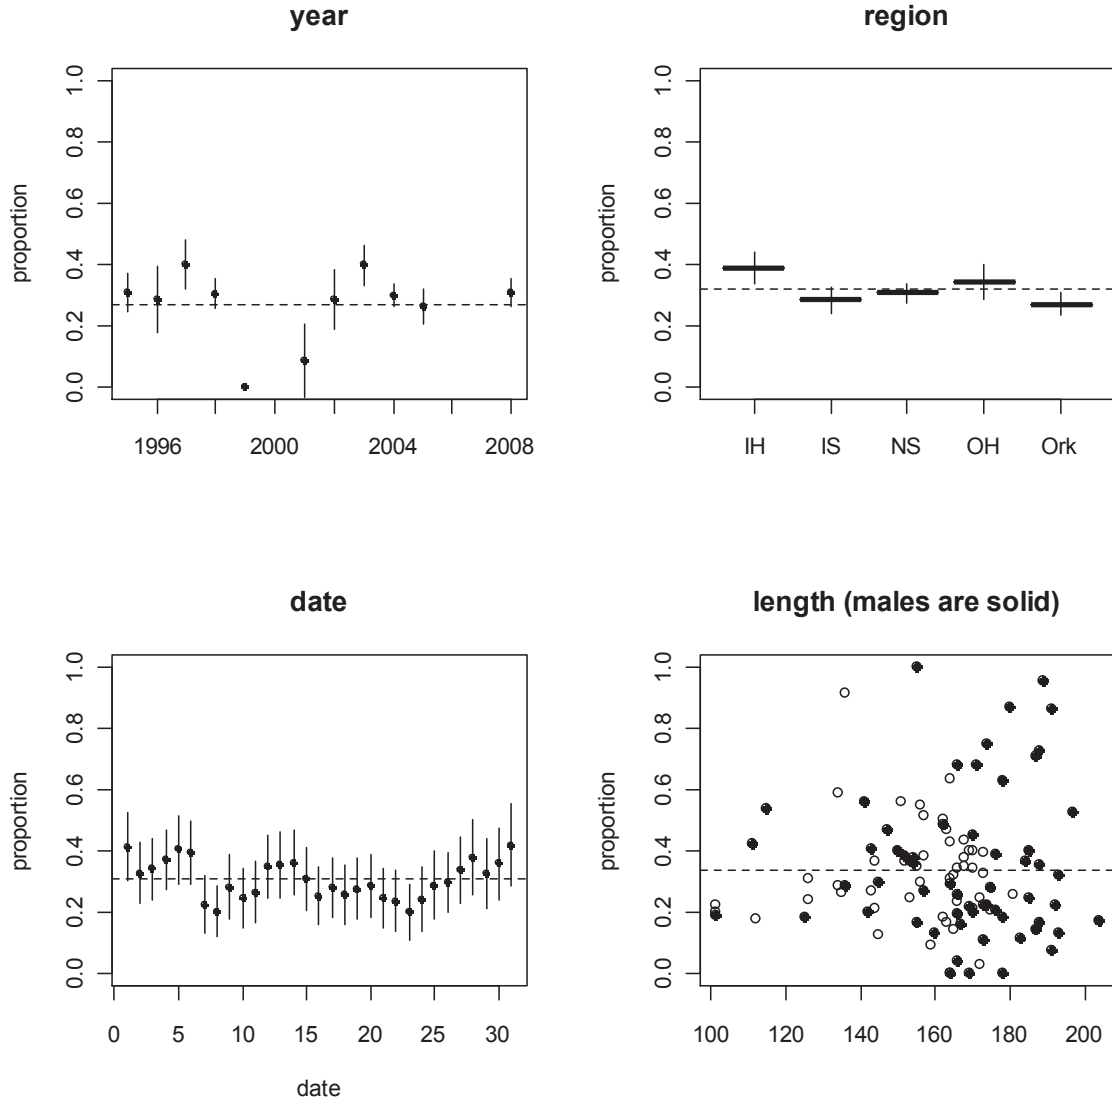 year
proportion
0.0 0.2 0.4 0.6 0.8 1.0
1996 2000 2004 2008
region
proportion
0.0 0.2 0.4 0.6 0.8 1.0
IH IS NS OH Ork
date
proportion
0.0 0.2 0.4 0.6 0.8 1.0
0 5 10 15 20 25 30
date
length (males are solid)
proportion
0.0 0.2 0.4 0.6 0.8 1.0
100 120 140 160 180 200